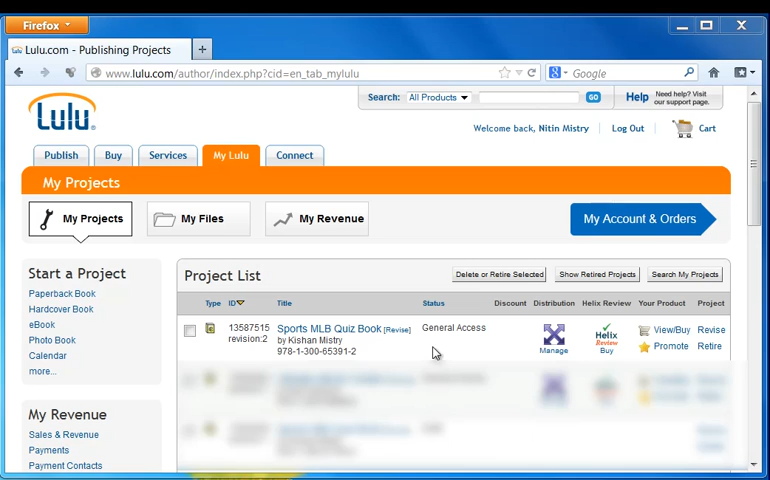 Firefox
Lulu.com - Publishing Projects
www.lulu.com/author/index.php?cid=en_tab_mylulu
Google
Lulu
Search: All Products GO
Help Need help? Visit
our support page.
Welcome back, Nitin Mistry Log Out Cart
Publish Buy Services My Lulu Connect
My Projects
My Projects My Files My Revenue My Account & Orders
Start a Project
Paperback Book
Hardcover Book
eBook
Photo Book
Calendar
more...
My Revenue
Sales & Revenue
Payments
Payment Contacts
Project List Delete or Retire Selected Show Retired Projects Search My Projects
Type ID Title Status Discount Distribution Helix Review Your Product Project
13587515 Sports MLB Quiz Book [Revise] General Access Helix View/Buy Revise
revision:2 by Kishan Mistry Review Promote Retire
978-1-300-65391-2 Manage Buy